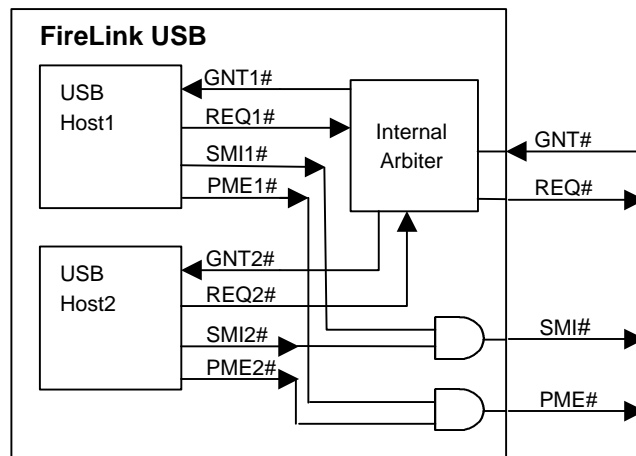 FireLink USB
USB
Host1
GNT1#
REQ1#
SMI1#
PME1#
Internal
Arbiter
GNT#
REQ#
USB
Host2
GNT2#
REQ2#
SMI2#
PME2#
SMI#
PME#